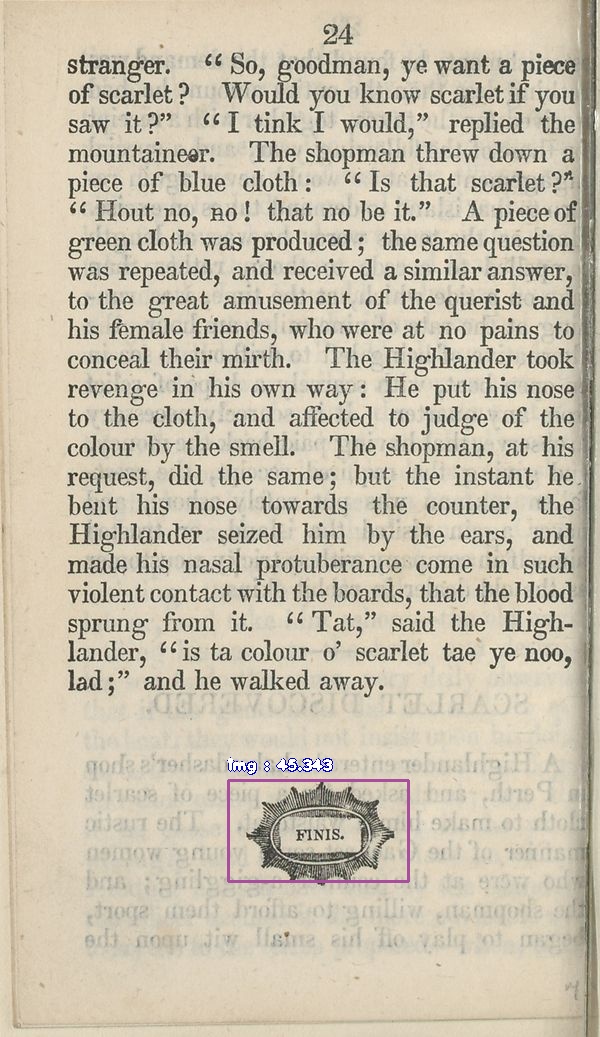 24
stranger. “ So, goodman, ye want a piece
of scarlet ? Would you know scarlet if you
saw it ?” “ I tink I would,” replied the
mountaineer. The shopman threw down a
piece of blue cloth : “ Is that scarlet ?”
“ Hout no, no ! that no be it.” A piece of
green cloth was produced ; the same question
was repeated, and received a similar answer,
to the great amusement of the querist and
his female friends, who were at no pains to
conceal their mirth. The Highlander took
revenge in his own way : He put his nose
to the cloth, and affected to judge of the
colour by the smell. The shopman, at his
request, did the same ; but the instant he
bent his nose towards the counter, the
Highlander seized him by the ears, and
made his nasal protuberance come in such
violent contact with the boards, that the blood
sprung from it. “ Tat,” said the High-
lander, “ is ta colour o’ scarlet tae ye noo,
lad ;” and he walked away.
img : 45.343
FINIS.